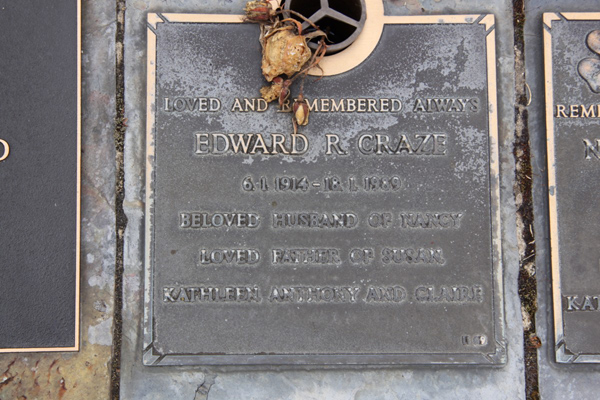 LOVED AND REMEMBERED ALWAYS
EDWARD R. CRAZE
6.1.1914 - 18.1.1989
BELOVED HUSBAND OF NANCY
LOVED FATHER OF SUSAN,
KATHLEEN, ANTHONY AND CLAIRE